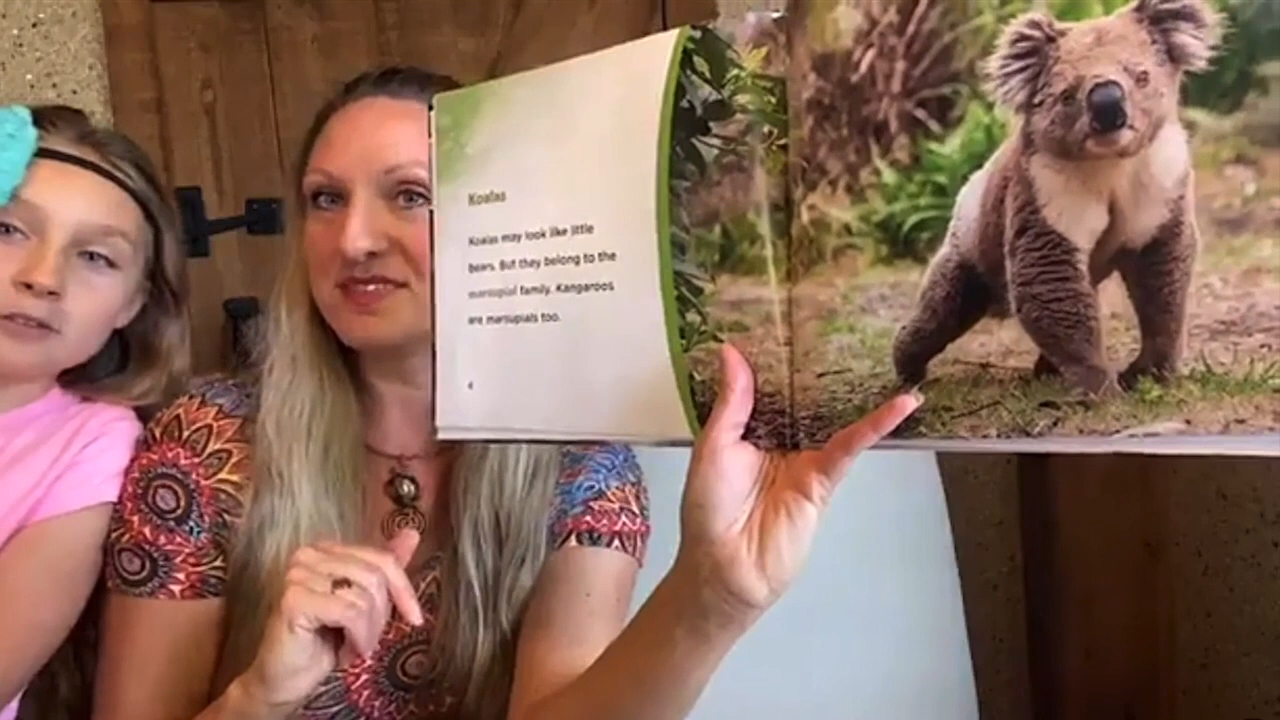 Koalas
Koalas may look like little
bears. But they belong to the
marsupial family. Kangaroos
are marsupials too.
4